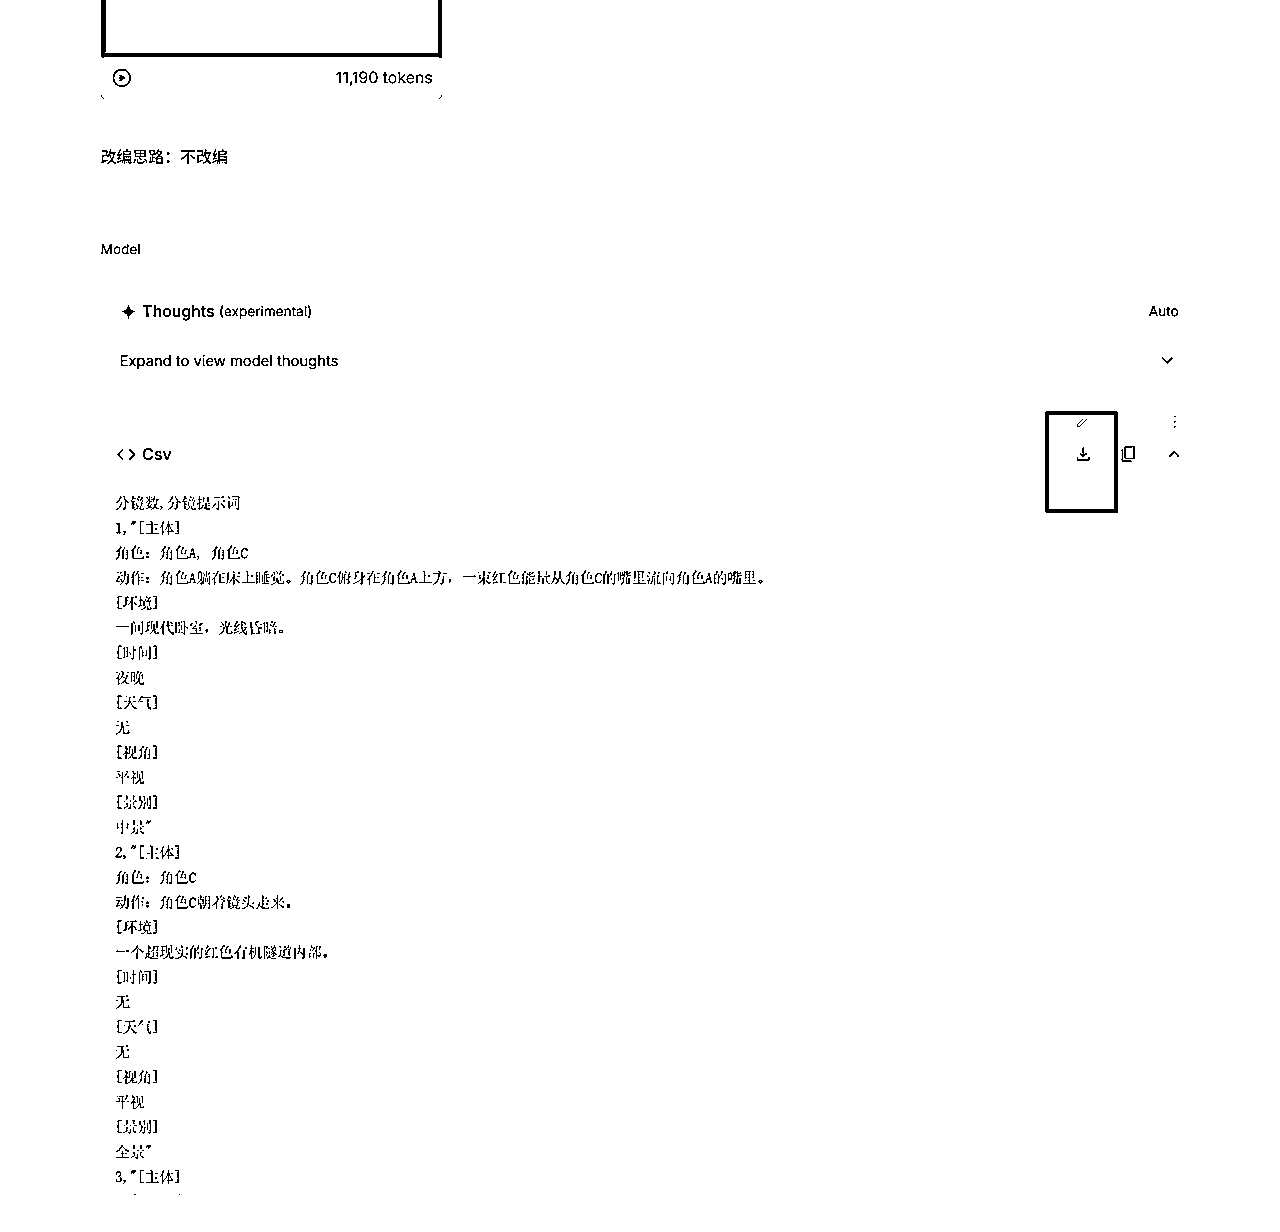 11,190 tokens
改编思路：不改编
Model
Thoughts (experimental)
Auto
Expand to view model thoughts
<> Csv
分镜数,分镜提示词
1,"[主体]
角色：角色A, 角色C
动作：角色A躺在床上睡觉。角色C俯身在角色A上方，一束红色能量从角色C的嘴里流向角色A的嘴里。
[环境]
一间现代卧室，光线昏暗。
[时间]
夜晚
[天气]
无
[视角]
平视
[景别]
中景"
2,"[主体]
角色：角色C
动作：角色C朝着镜头走来。
[环境]
一个超现实的红色有机隧道内部。
[时间]
无
[天气]
无
[视角]
平视
[景别]
全景"
3,"[主体]